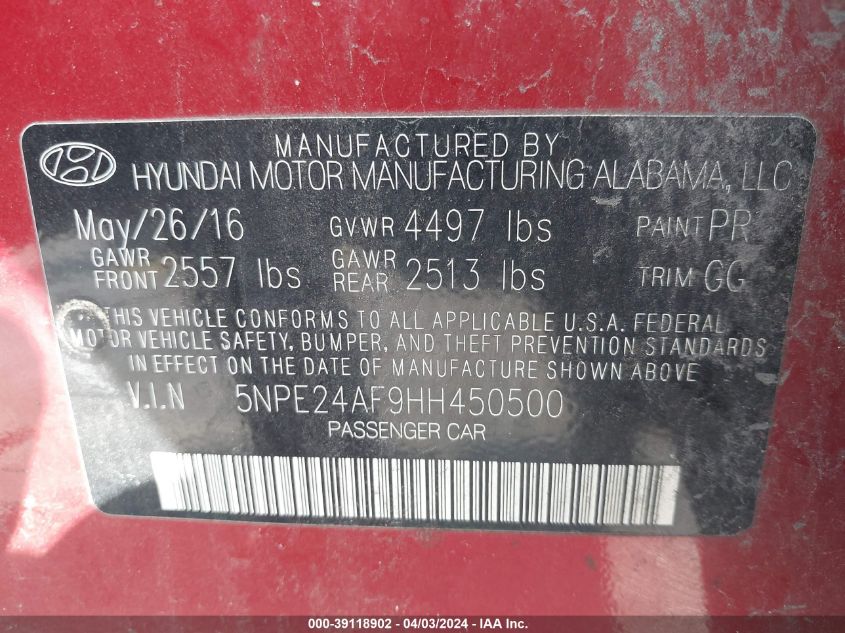 MANUFACTURED BY
HYUNDAI MOTOR MANUFACTURING ALABAMA, LLC
May/26/16 GVWR 4497 lbs PAINT PR
GAWR FRONT 2557 lbs GAWR REAR 2513 lbs TRIM GG
THIS VEHICLE CONFORMS TO ALL APPLICABLE U.S.A. FEDERAL
MOTOR VEHICLE SAFETY, BUMPER, AND THEFT PREVENTION STANDARDS
IN EFFECT ON THE DATE OF MANUFACTURE SHOWN ABOVE.
V.I.N 5NPE24AF9HH450500
PASSENGER CAR
000-39118902 - 04/03/2024 - IAA Inc.